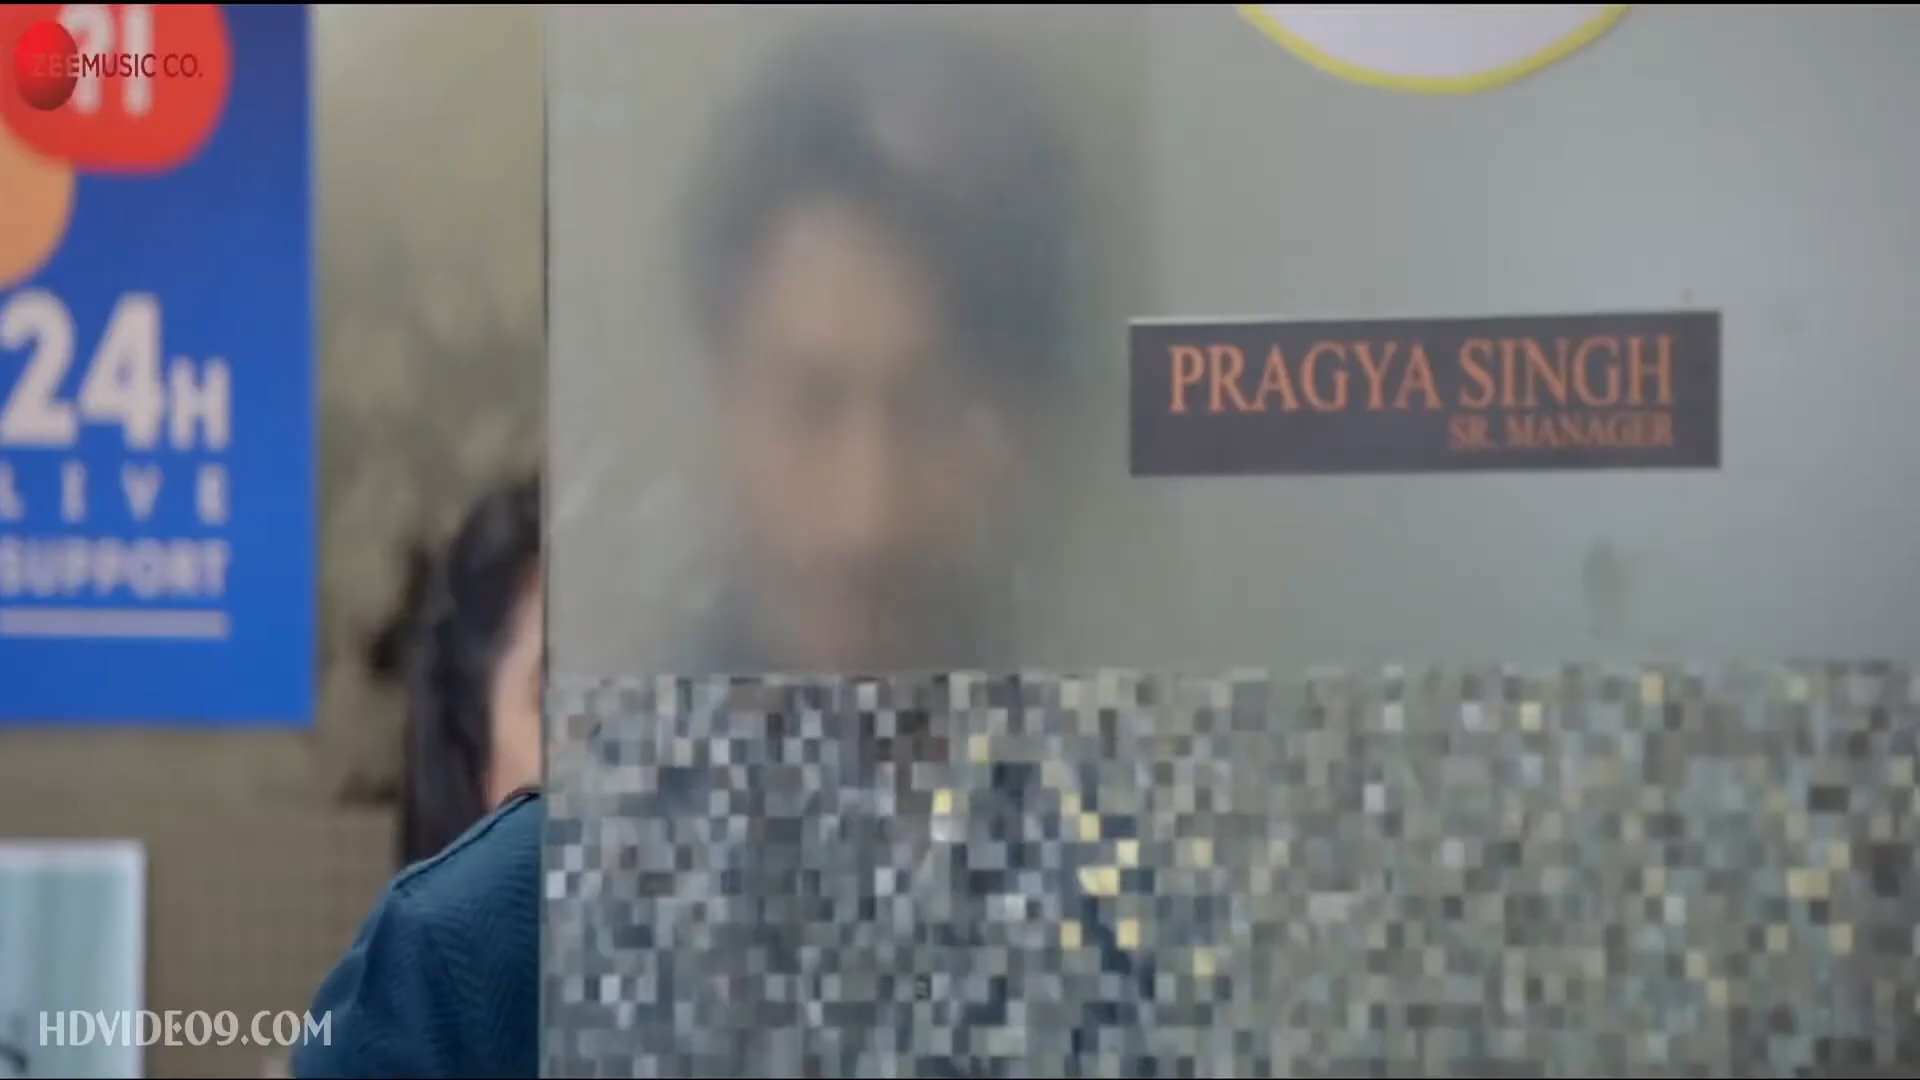 ZEEMUSIC CO.
24H
LIVE
SUPPORT
PRAGYA SINGH
SR. MANAGER
HDVIDEO9.COM